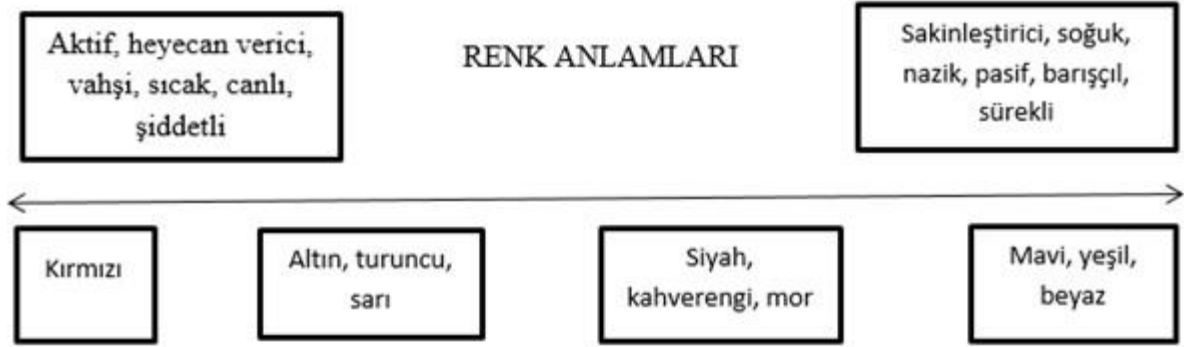 Aktif, heyecan verici,
vahşi, sıcak, canlı,
şiddetli
RENK ANLAMLARI
Sakinleştirici, soğuk,
nazik, pasif, barışçıl,
sürekli
Kırmızı
Altın, turuncu,
sarı
Siyah,
kahverengi, mor
Mavi, yeşil,
beyaz